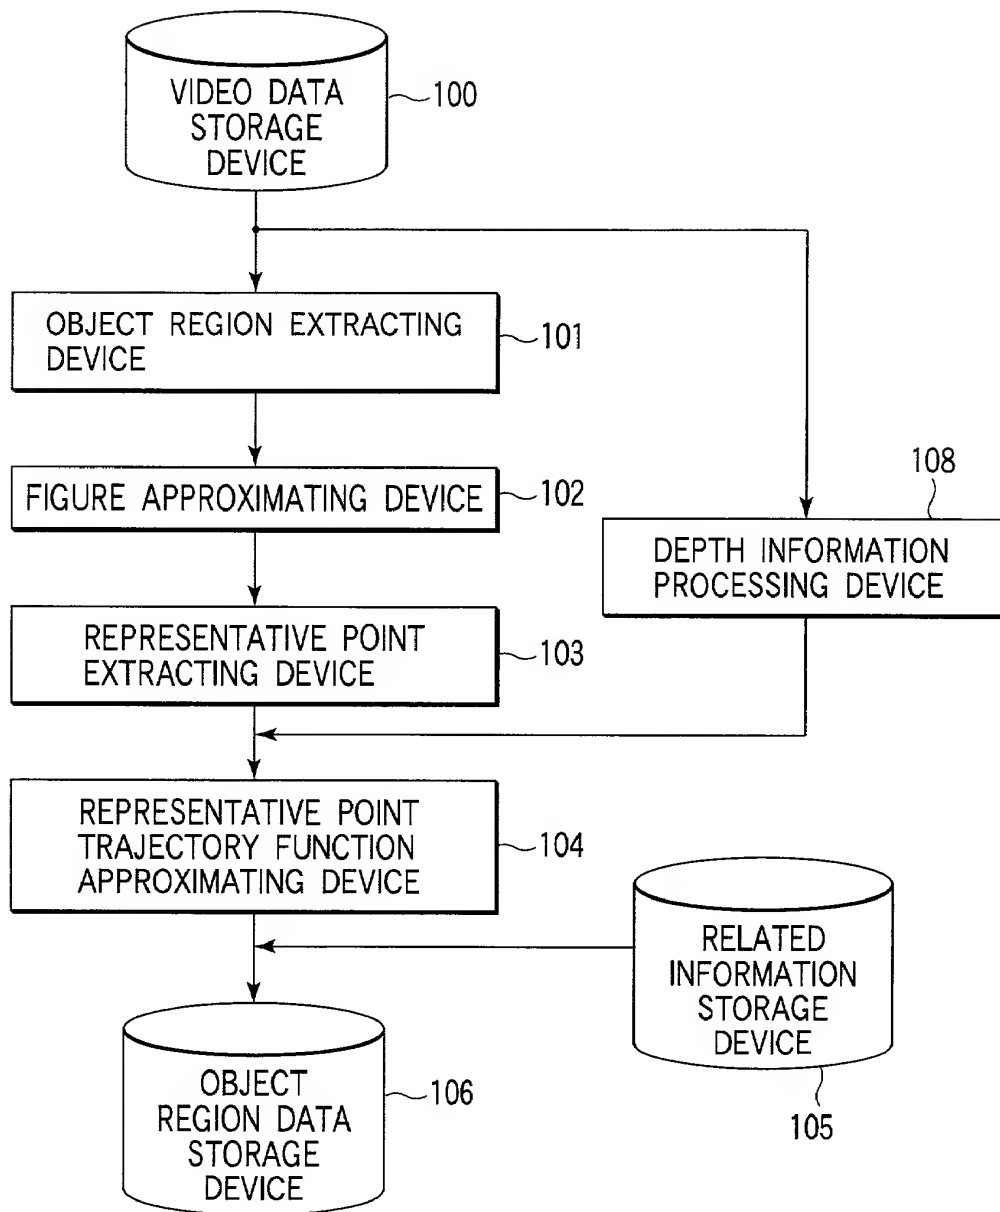 VIDEO DATA
STORAGE
DEVICE
100
OBJECT REGION EXTRACTING
DEVICE
101
FIGURE APPROXIMATING DEVICE
102
108
DEPTH INFORMATION
PROCESSING DEVICE
REPRESENTATIVE POINT
EXTRACTING DEVICE
103
REPRESENTATIVE POINT
TRAJECTORY FUNCTION
APPROXIMATING DEVICE
104
RELATED
INFORMATION
STORAGE
DEVICE
105
OBJECT
REGION DATA
STORAGE
DEVICE
106